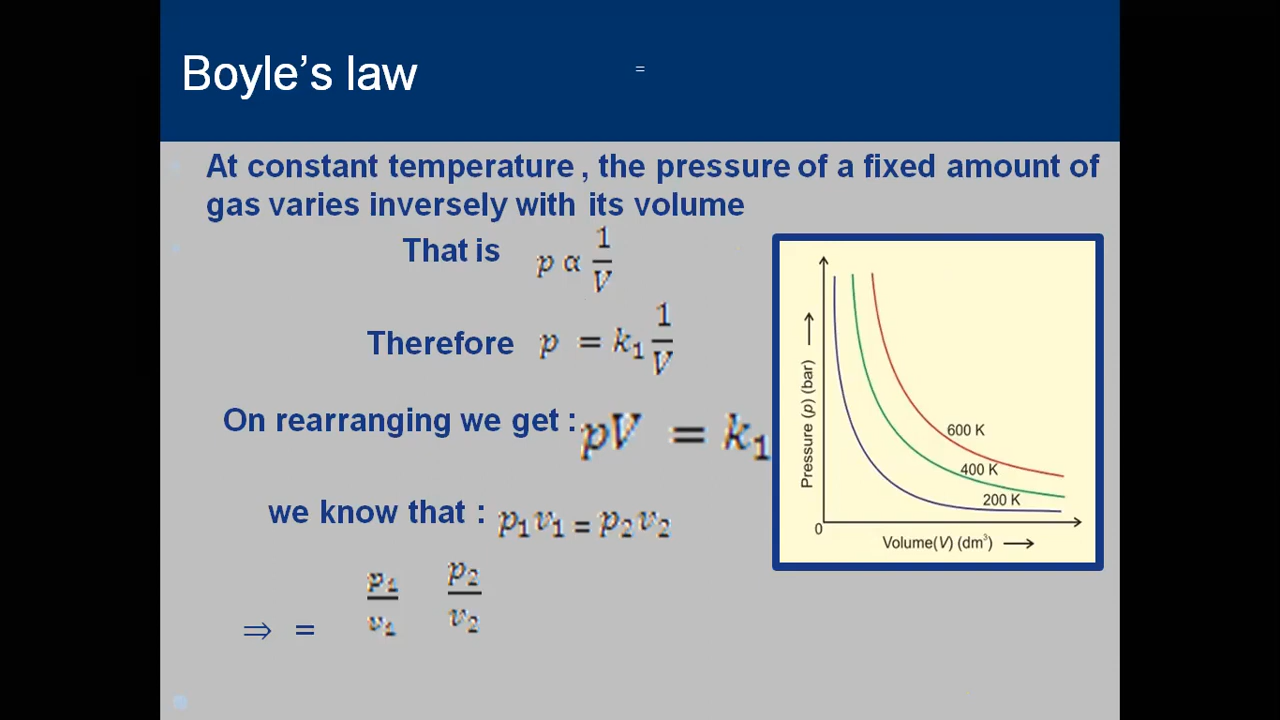 Boyle’s law
=
At constant temperature , the pressure of a fixed amount of
gas varies inversely with its volume
That is p α 1/V
Therefore p = k₁ 1/V
On rearranging we get : pV = k₁
we know that : p₁v₁ = p₂v₂
⇒ = p₁/v₁ p₂/v₂
Pressure (p) (bar)
600 K
400 K
200 K
0
Volume(V) (dm³)